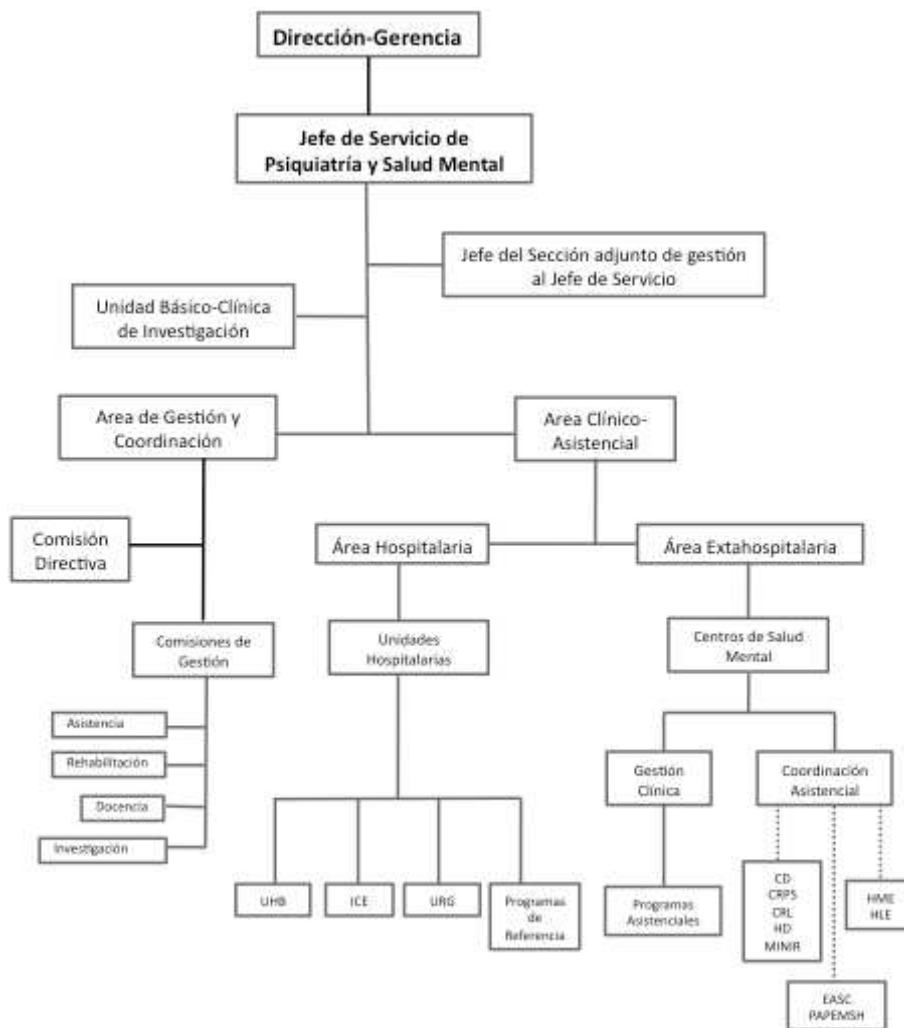 Dirección-Gerencia
Jefe de Servicio de
Psiquiatría y Salud Mental
Jefe del Sección adjunto de gestión
al Jefe de Servicio
Unidad Básico-Clínica
de Investigación
Area de Gestión y
Coordinación
Area Clínico-
Asistencial
Comisión
Directiva
Área Hospitalaria
Área Extahospitalaria
Comisiones de
Gestión
Unidades
Hospitalarias
Centros de Salud
Mental
Asistencia
Rehabilitación
Docencia
Investigación
Gestión
Clínica
Coordinación
Asistencial
UHB
ICE
URG
Programas
de
Referencia
Programas
Asistenciales
CD
CRPS
CRL
HD
MINIR
HME
HLE
EASC
PAPEMSH